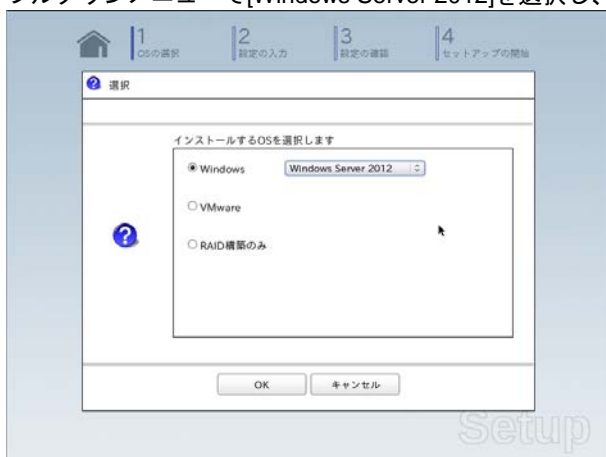 プルダウンメニューで[Windows Server 2012]を選択し、
1
OSの選択
2
設定の入力
3
設定の確認
4
セットアップの開始
選択
インストールするOSを選択します
Windows
Windows Server 2012
VMware
RAID構築のみ
OK
キャンセル
Setup